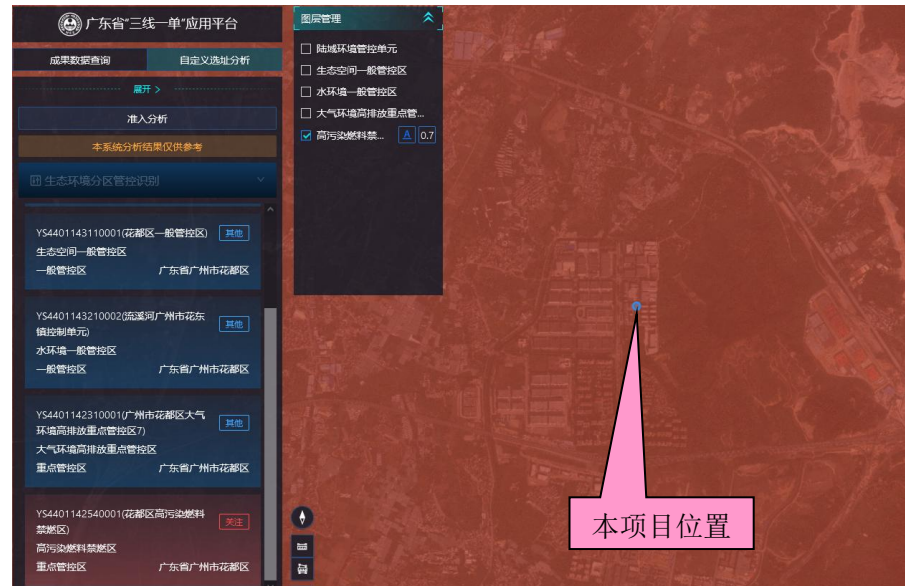 广东省“三线一单”应用平台
成果数据查询
自定义选址分析
展开 >
准入分析
本系统分析结果仅供参考
生态环境分区管控识别
YS4401143110001(花都区一般管控区)
其他
生态空间一般管控区
一般管控区
广东省广州市花都区
YS4401143210002(流溪河广州市花东
镇控制单元)
其他
水环境一般管控区
一般管控区
广东省广州市花都区
YS4401142310001(广州市花都区大气
环境高排放重点管控区7)
其他
大气环境高排放重点管控区
重点管控区
广东省广州市花都区
YS4401142540001(花都区高污染燃料
禁燃区)
关注
高污染燃料禁燃区
重点管控区
广东省广州市花都区
图层管理
陆域环境管控单元
生态空间一般管控区
水环境一般管控区
大气环境高排放重点管...
高污染燃料禁...
A
0.7
本项目位置